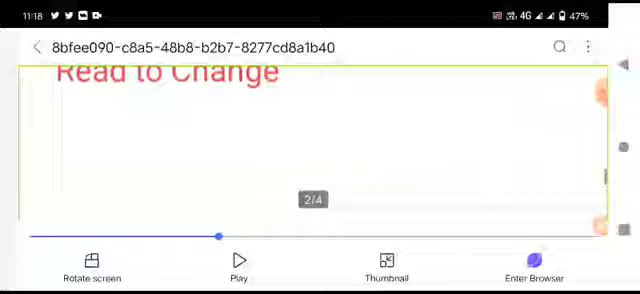 11:18 4G 47%
8bfee090-c8a5-48b8-b2b7-8277cd8a1b40
Read to Change
2/4
Rotate screen Play Thumbnail Enter Browser